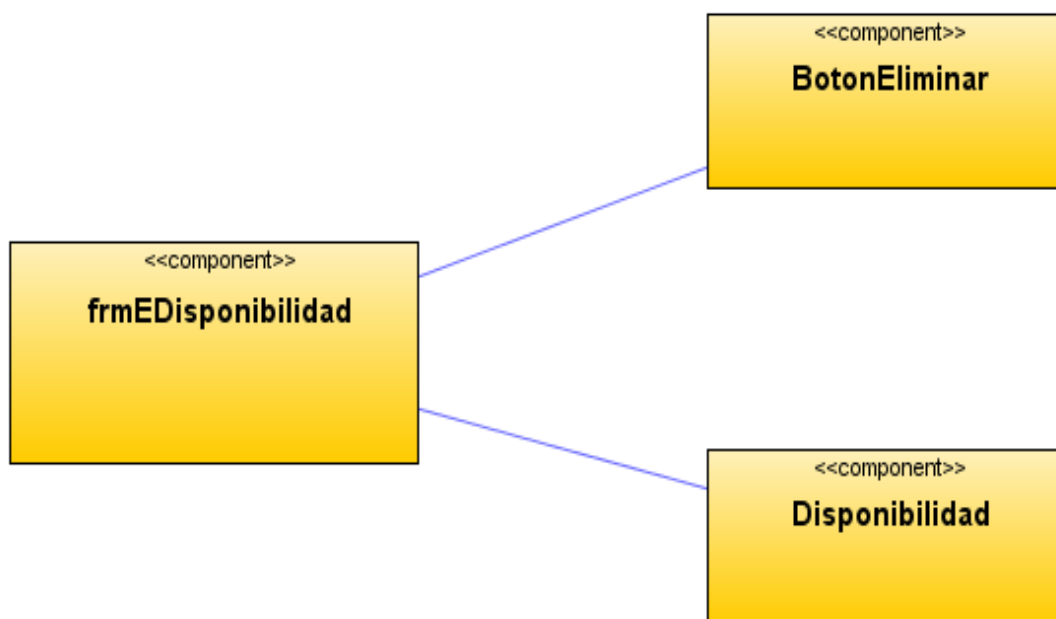 <<component>>
BotonEliminar
<<component>>
frmEDisponibilidad
<<component>>
Disponibilidad